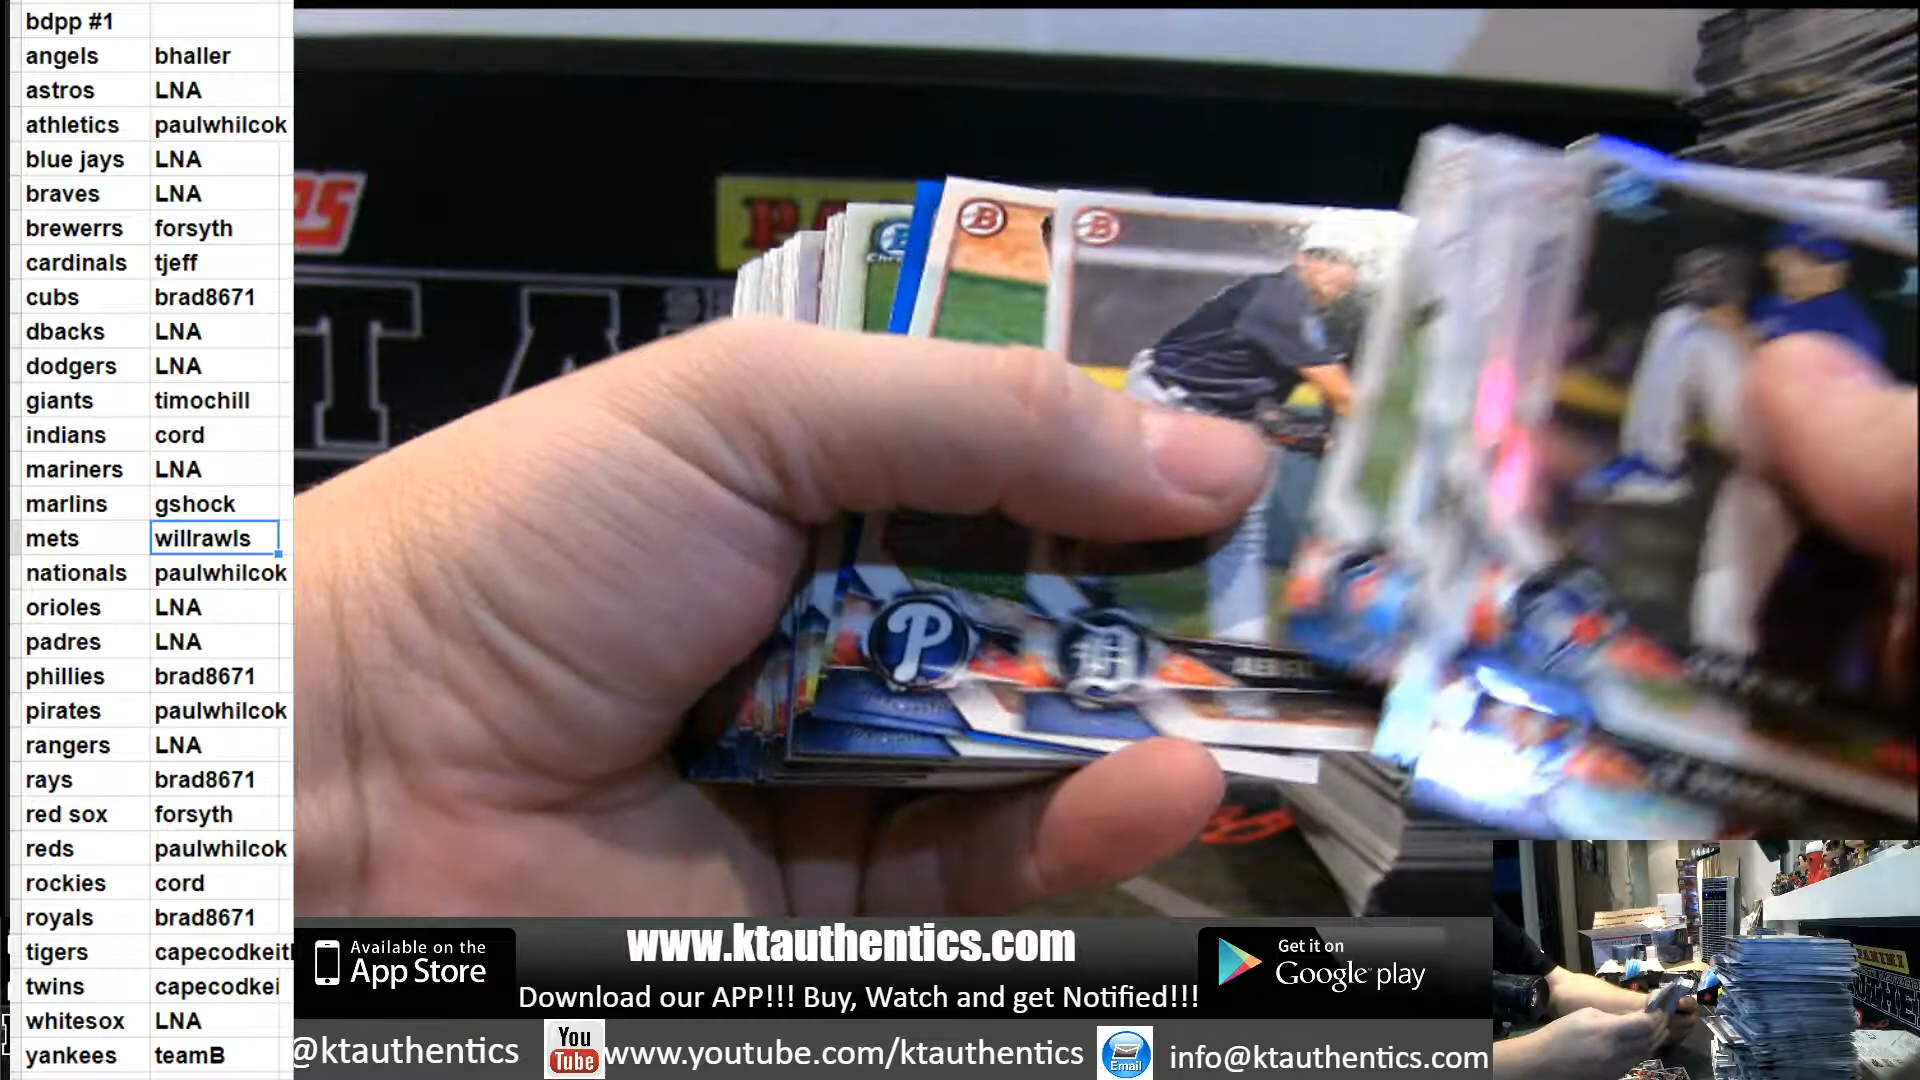 bdpp #1
angels bhaller
astros LNA
athletics paulwhilcok
blue jays LNA
braves LNA
brewerrs forsyth
cardinals tjeff
cubs brad8671
dbacks LNA
dodgers LNA
giants timochill
indians cord
mariners LNA
marlins gshock
mets willrawls
nationals paulwhilcok
orioles LNA
padres LNA
phillies brad8671
pirates paulwhilcok
rangers LNA
rays brad8671
red sox forsyth
reds paulwhilcok
rockies cord
royals brad8671
tigers capecodkeitl
twins capecodkei
whitesox LNA
yankees teamB
B
B
P
D
Available on the
App Store
www.ktauthentics.com
Download our APP!!! Buy, Watch and get Notified!!!
Get it on
Google play
@ktauthentics
You
Tube
www.youtube.com/ktauthentics
Email
info@ktauthentics.com
PANINI